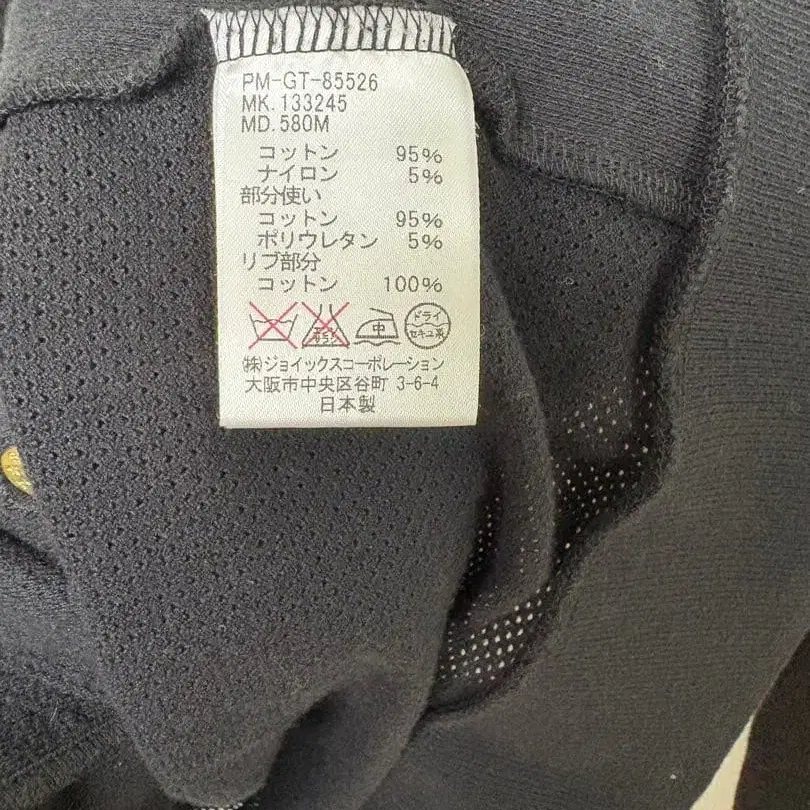 PM-GT-85526
MK.133245
MD.580M
コットン 95%
ナイロン 5%
部分使い
コットン 95%
ポリウレタン 5%
リブ部分
コットン 100%
中
ドライ
セキユ系
㈱ジョイックスコーポレーション
大阪市中央区谷町 3-6-4
日本製